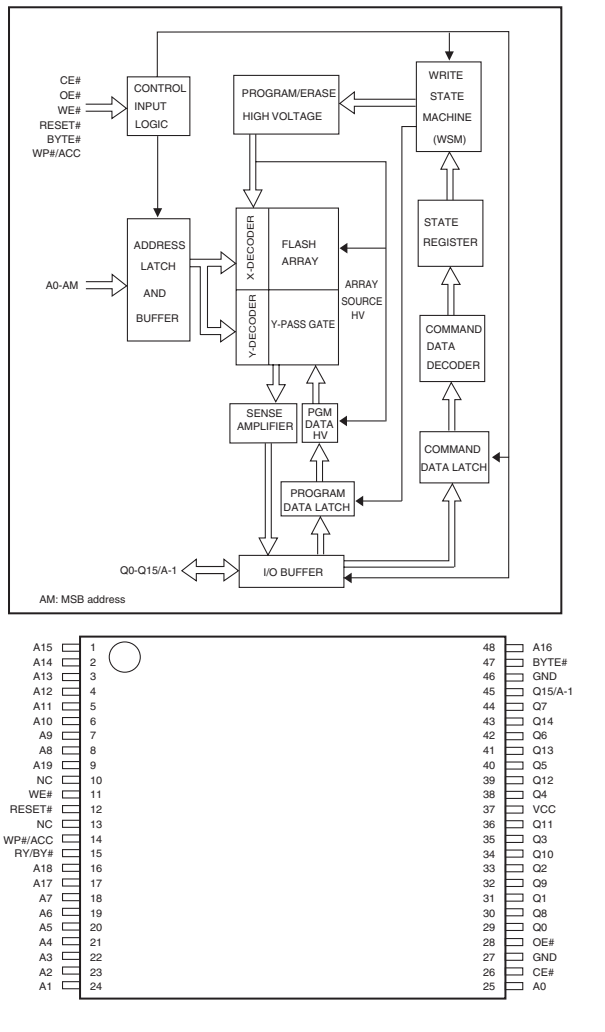 CE#
OE#
WE#
RESET#
BYTE#
WP#/ACC
CONTROL
INPUT
LOGIC
PROGRAM/ERASE
HIGH VOLTAGE
WRITE
STATE
MACHINE
(WSM)
STATE
REGISTER
A0-AM
ADDRESS
LATCH
AND
BUFFER
X-DECODER
FLASH
ARRAY
Y-DECODER
Y-PASS GATE
ARRAY
SOURCE
HV
COMMAND
DATA
DECODER
SENSE
AMPLIFIER
PGM
DATA
HV
COMMAND
DATA LATCH
PROGRAM
DATA LATCH
Q0-Q15/A-1
I/O BUFFER
AM: MSB address
A15 1 48 A16
A14 2 47 BYTE#
A13 3 46 GND
A12 4 45 Q15/A-1
A11 5 44 Q7
A10 6 43 Q14
A9 7 42 Q6
A8 8 41 Q13
A19 9 40 Q5
NC 10 39 Q12
WE# 11 38 Q4
RESET# 12 37 VCC
NC 13 36 Q11
WP#/ACC 14 35 Q3
RY/BY# 15 34 Q10
A18 16 33 Q2
A17 17 32 Q9
A7 18 31 Q1
A6 19 30 Q8
A5 20 29 Q0
A4 21 28 OE#
A3 22 27 GND
A2 23 26 CE#
A1 24 25 A0